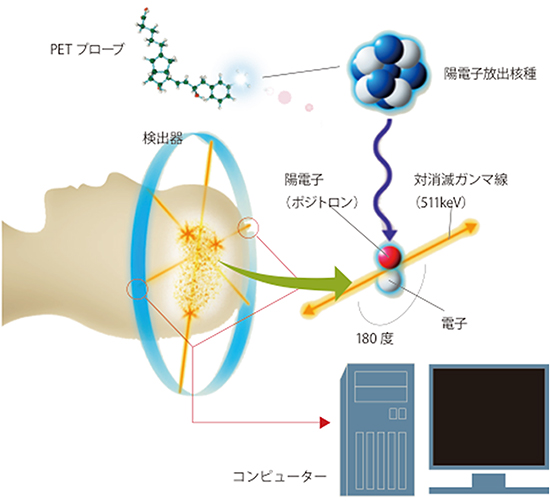 PET プローブ
陽電子放出核種
検出器
陽電子
（ポジトロン）
対消滅ガンマ線
（511keV）
電子
180 度
コンピューター